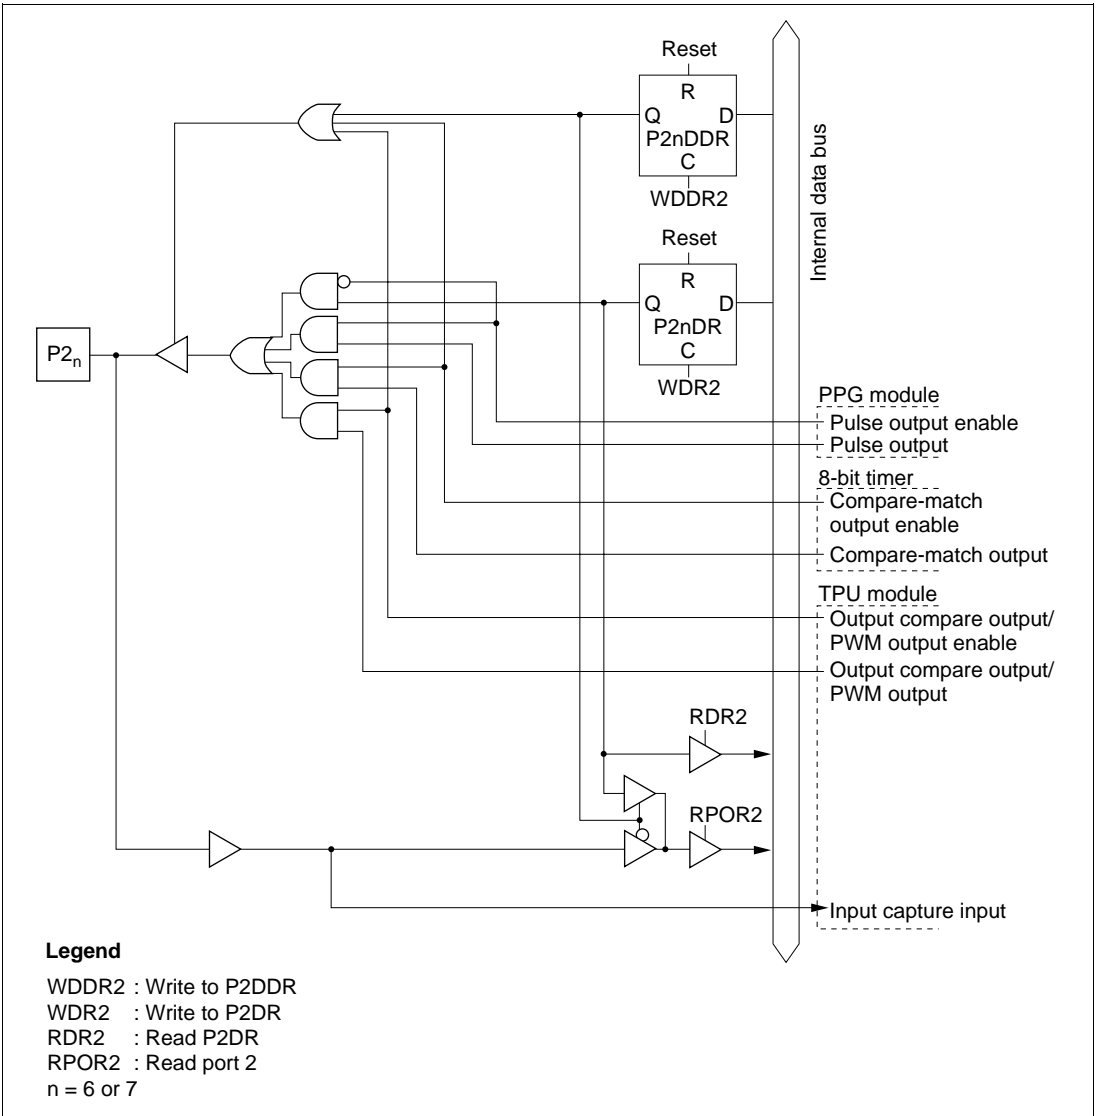 Reset
R
Q D
P2nDDR
C
WDDR2
Internal data bus
Reset
R
Q D
P2nDR
C
WDR2
P2n
PPG module
Pulse output enable
Pulse output
8-bit timer
Compare-match
output enable
Compare-match output
TPU module
Output compare output/
PWM output enable
Output compare output/
PWM output
RDR2
RPOR2
Input capture input
Legend
WDDR2 : Write to P2DDR
WDR2 : Write to P2DR
RDR2 : Read P2DR
RPOR2 : Read port 2
n = 6 or 7